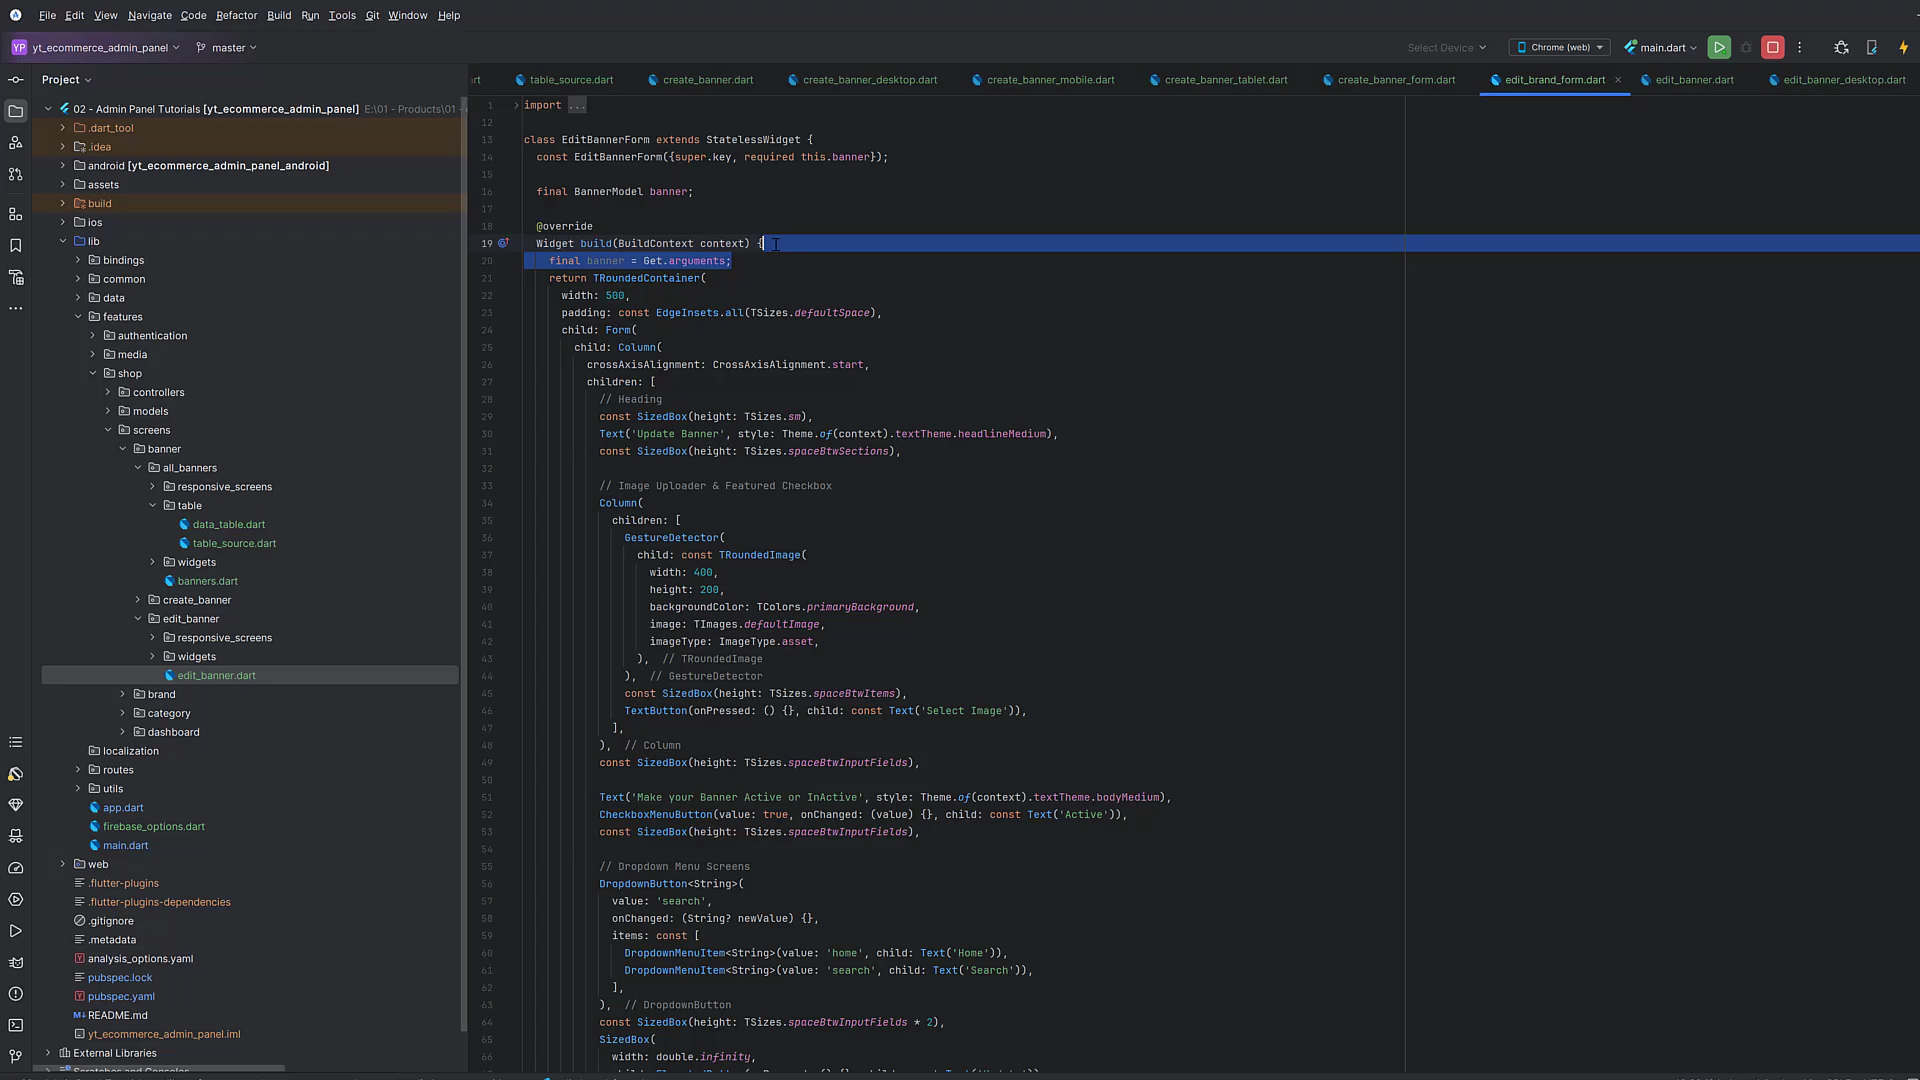 File Edit View Navigate Code Refactor Build Run Tools Git Window Help
YP yt_ecommerce_admin_panel master Select Device Chrome (web) main.dart
Project
rt table_source.dart create_banner.dart create_banner_desktop.dart create_banner_mobile.dart create_banner_tablet.dart create_banner_form.dart edit_brand_form.dart edit_banner.dart edit_banner_desktop.dart
02 - Admin Panel Tutorials [yt_ecommerce_admin_panel] E:\01 - Products\01 -
.dart_tool
.idea
android [yt_ecommerce_admin_panel_android]
assets
build
ios
lib
bindings
common
data
features
authentication
media
shop
controllers
models
screens
banner
all_banners
responsive_screens
table
data_table.dart
table_source.dart
widgets
banners.dart
create_banner
edit_banner
responsive_screens
widgets
edit_banner.dart
brand
category
dashboard
localization
routes
utils
app.dart
firebase_options.dart
main.dart
web
.flutter-plugins
.flutter-plugins-dependencies
.gitignore
.metadata
analysis_options.yaml
pubspec.lock
pubspec.yaml
README.md
yt_ecommerce_admin_panel.iml
External Libraries
Scratches and Consoles
1 import ...
12
13 class EditBannerForm extends StatelessWidget {
14 const EditBannerForm({super.key, required this.banner});
15
16 final BannerModel banner;
17
18 @override
19 Widget build(BuildContext context) {
20 final banner = Get.arguments;
21 return TRoundedContainer(
22 width: 500,
23 padding: const EdgeInsets.all(TSizes.defaultSpace),
24 child: Form(
25 child: Column(
26 crossAxisAlignment: CrossAxisAlignment.start,
27 children: [
28 // Heading
29 const SizedBox(height: TSizes.sm),
30 Text('Update Banner', style: Theme.of(context).textTheme.headlineMedium),
31 const SizedBox(height: TSizes.spaceBtwSections),
32
33 // Image Uploader & Featured Checkbox
34 Column(
35 children: [
36 GestureDetector(
37 child: const TRoundedImage(
38 width: 400,
39 height: 200,
40 backgroundColor: TColors.primaryBackground,
41 image: TImages.defaultImage,
42 imageType: ImageType.asset,
43 ), // TRoundedImage
44 ), // GestureDetector
45 const SizedBox(height: TSizes.spaceBtwItems),
46 TextButton(onPressed: () {}, child: const Text('Select Image')),
47 ],
48 ), // Column
49 const SizedBox(height: TSizes.spaceBtwInputFields),
50
51 Text('Make your Banner Active or InActive', style: Theme.of(context).textTheme.bodyMedium),
52 CheckboxMenuButton(value: true, onChanged: (value) {}, child: const Text('Active')),
53 const SizedBox(height: TSizes.spaceBtwInputFields),
54
55 // Dropdown Menu Screens
56 DropdownButton<String>(
57 value: 'search',
58 onChanged: (String? newValue) {},
59 items: const [
60 DropdownMenuItem<String>(value: 'home', child: Text('Home')),
61 DropdownMenuItem<String>(value: 'search', child: Text('Search')),
62 ],
63 ), // DropdownButton
64 const SizedBox(height: TSizes.spaceBtwInputFields * 2),
65 SizedBox(
66 width: double.infinity,